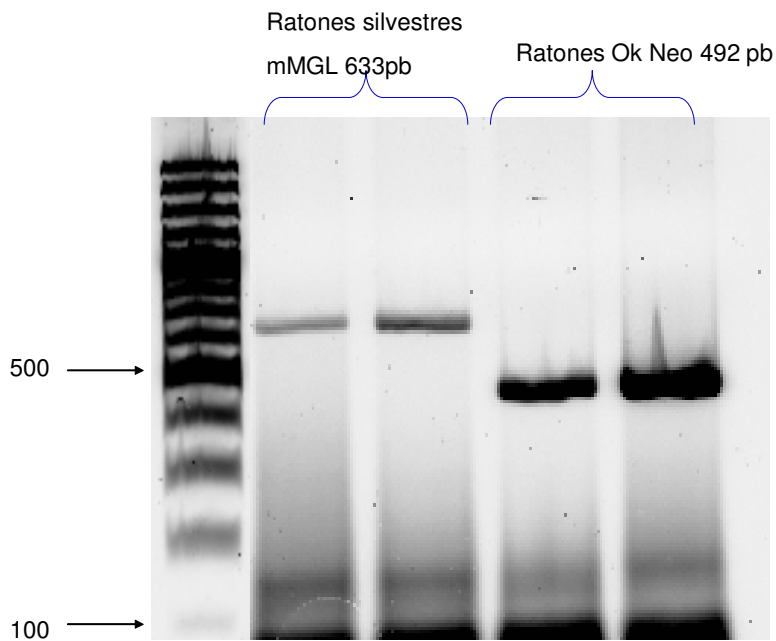 Ratones silvestres
mMGL 633pb
Ratones Ok Neo 492 pb
500
100